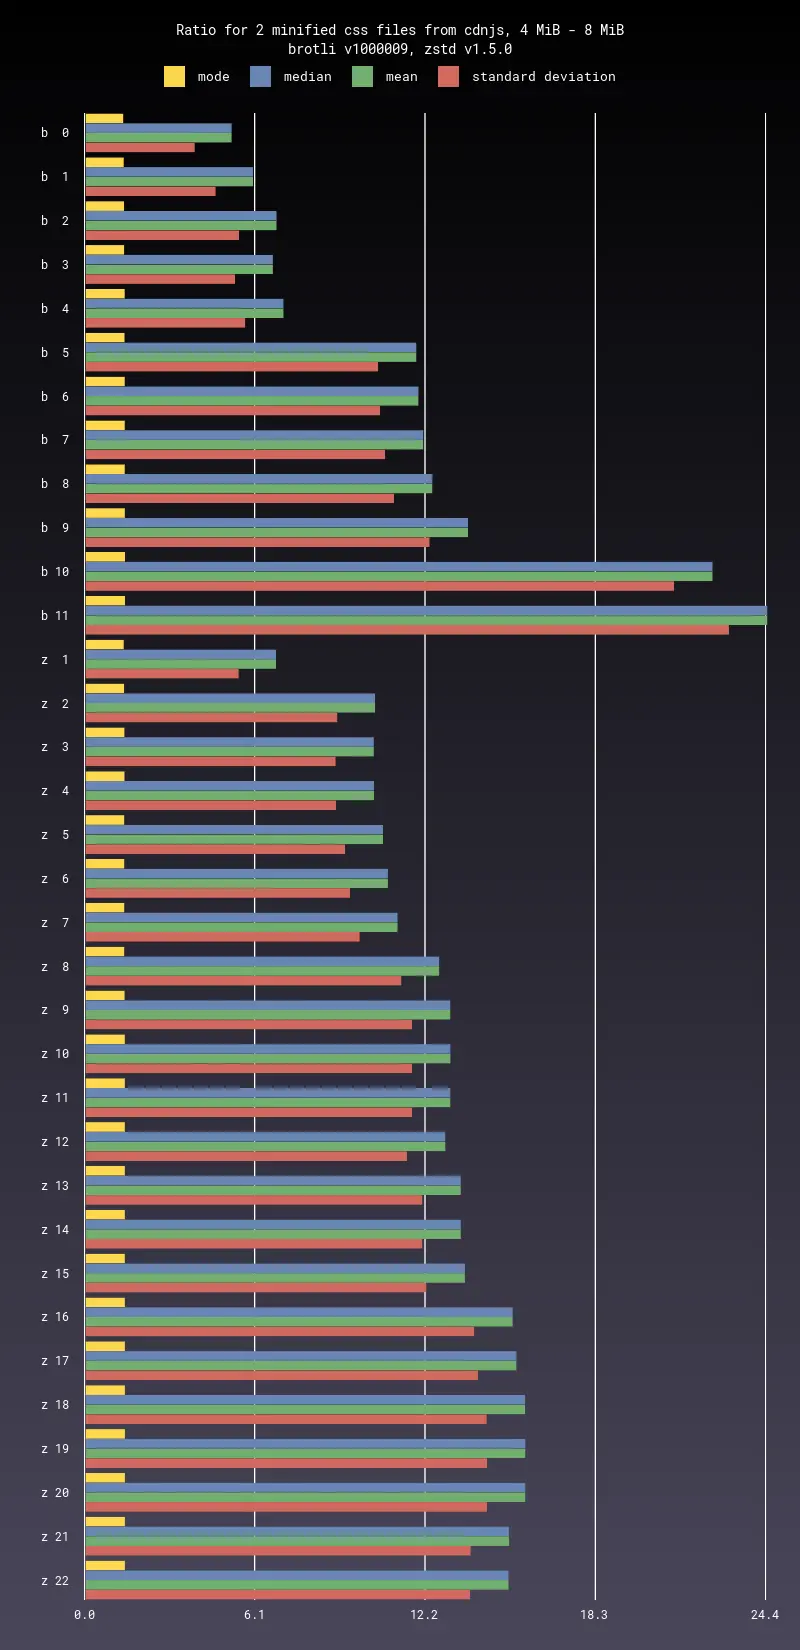 Ratio for 2 minified css files from cdnjs, 4 MiB - 8 MiB
brotli v1000009, zstd v1.5.0
mode median mean standard deviation
b 0
b 1
b 2
b 3
b 4
b 5
b 6
b 7
b 8
b 9
b 10
b 11
z 1
z 2
z 3
z 4
z 5
z 6
z 7
z 8
z 9
z 10
z 11
z 12
z 13
z 14
z 15
z 16
z 17
z 18
z 19
z 20
z 21
z 22
0.0 6.1 12.2 18.3 24.4